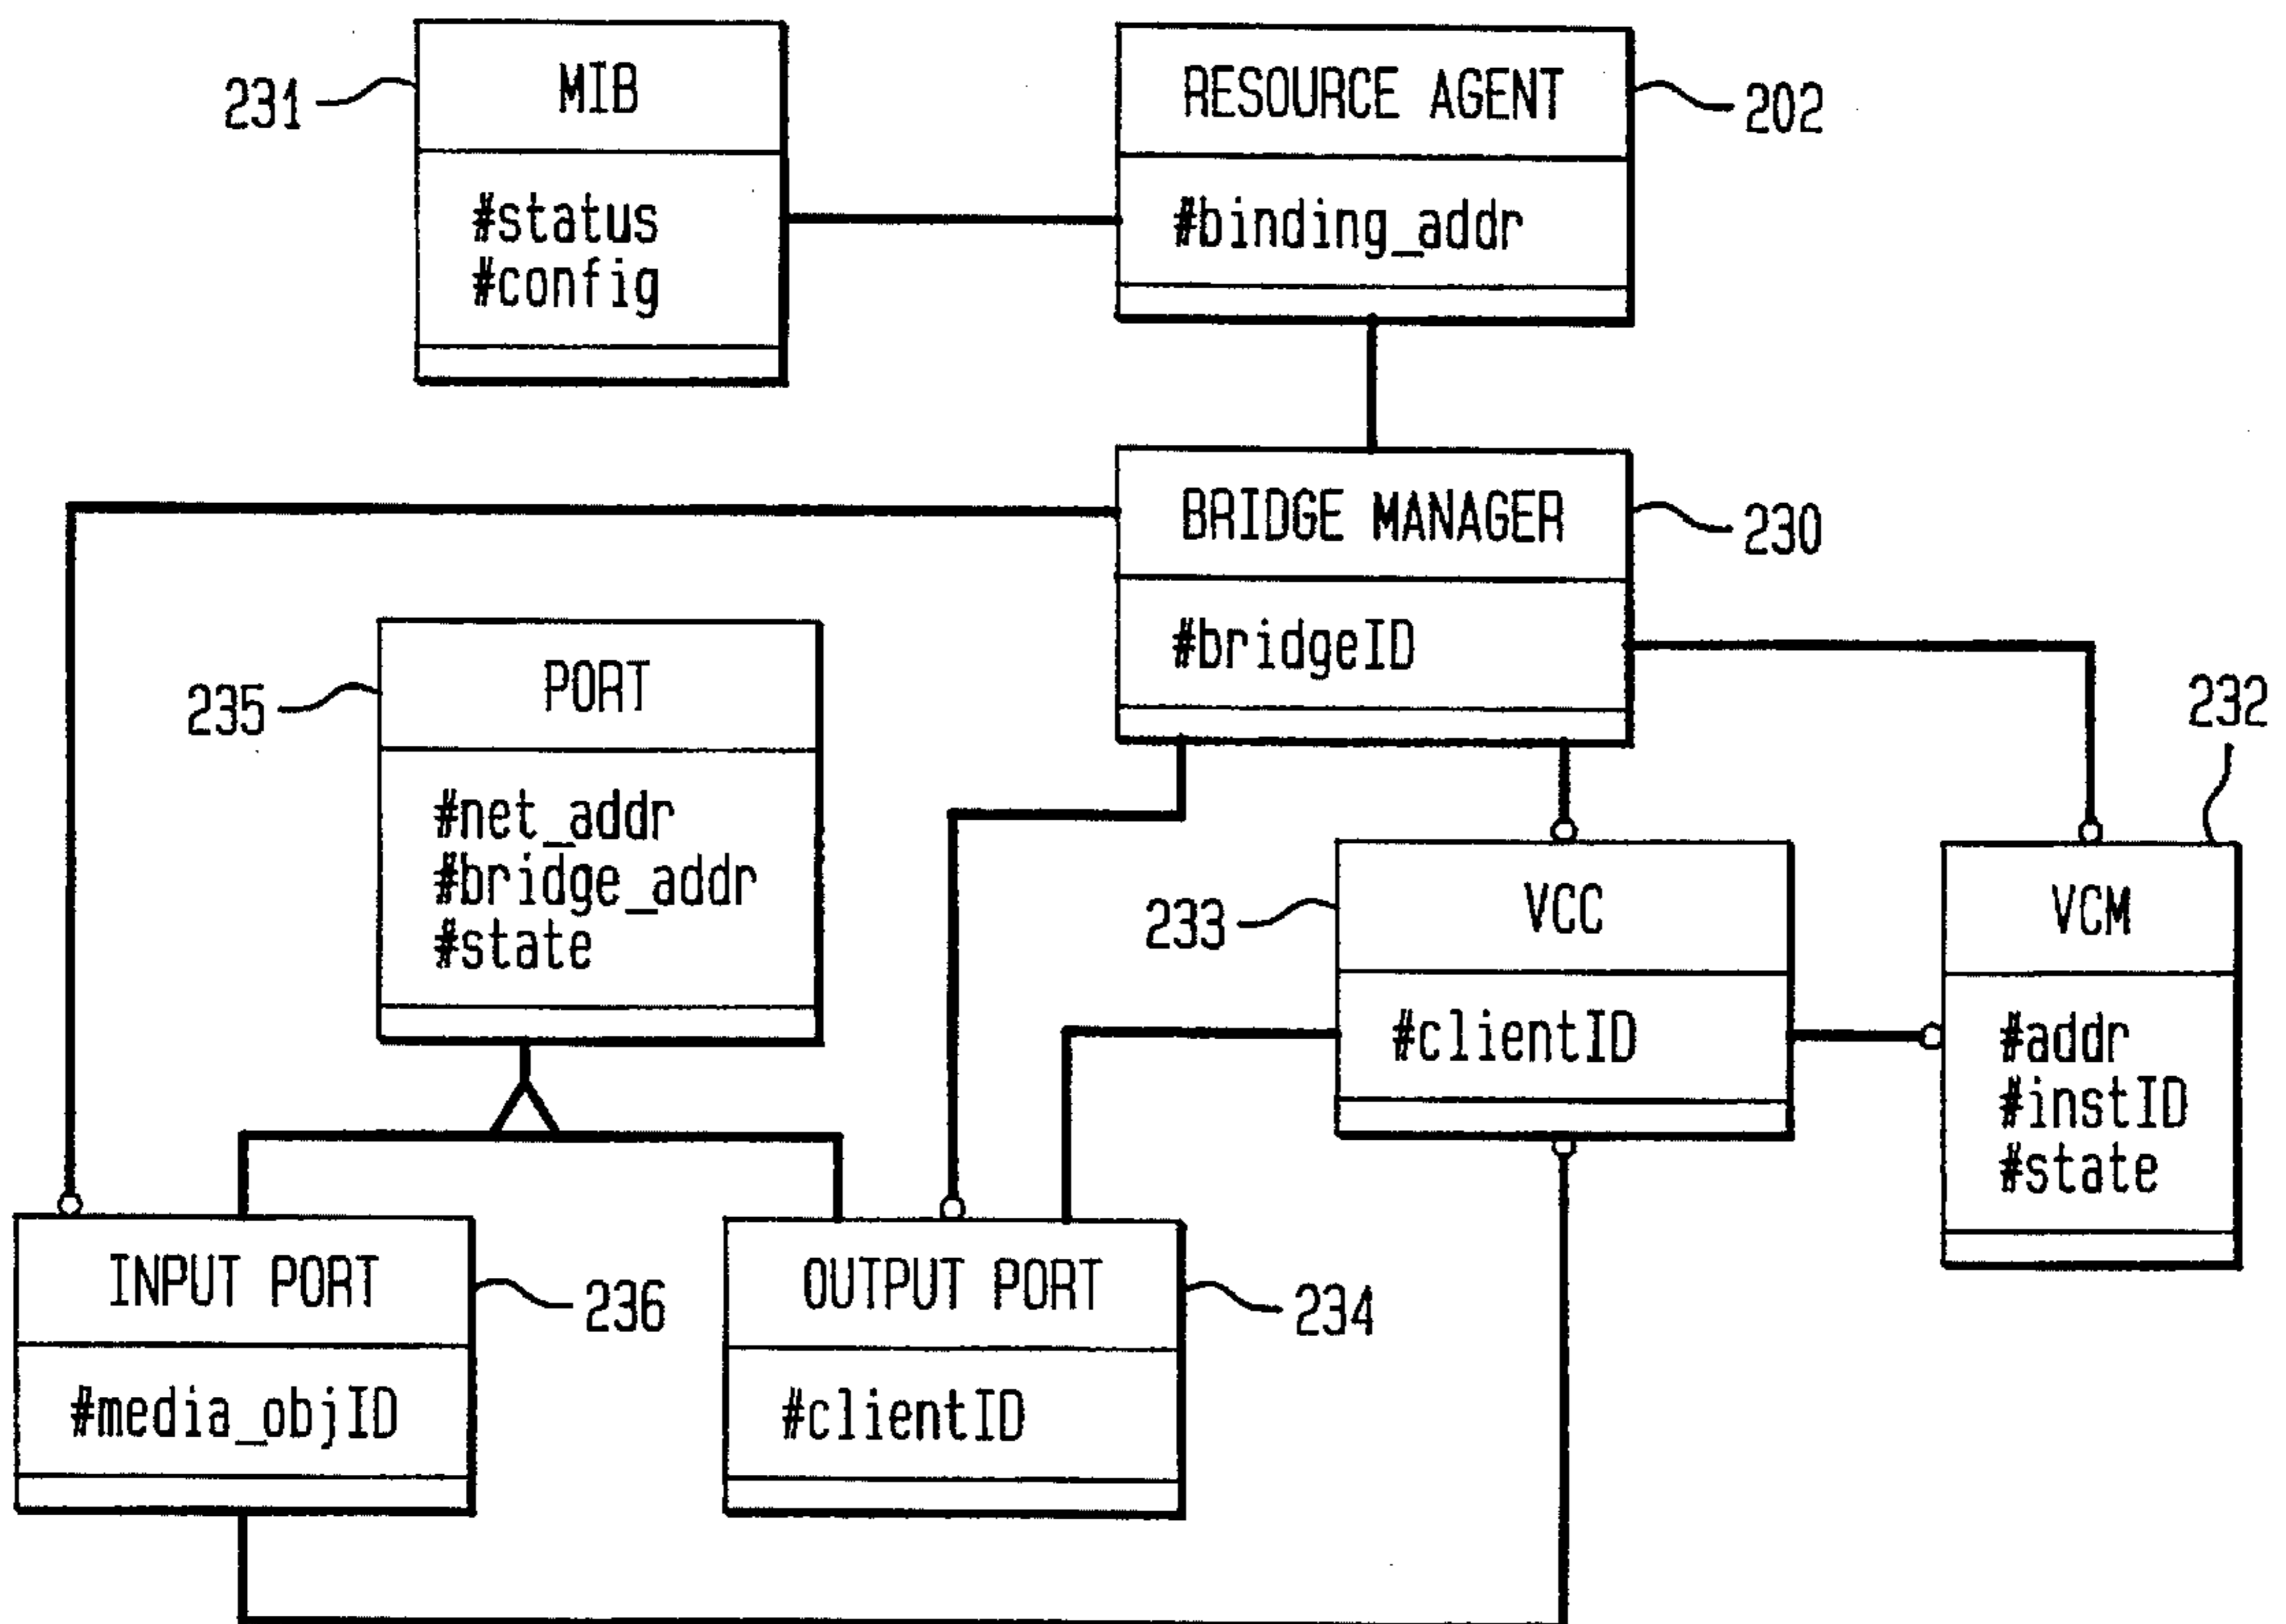 231
MIB
#status
#config
RESOURCE AGENT
202
#binding_addr
BRIDGE MANAGER
230
#bridgeID
235
PORT
#net_addr
#bridge_addr
#state
232
233
VCC
#clientID
VCM
#addr
#instID
#state
INPUT PORT
236
#media_objID
OUTPUT PORT
234
#clientID